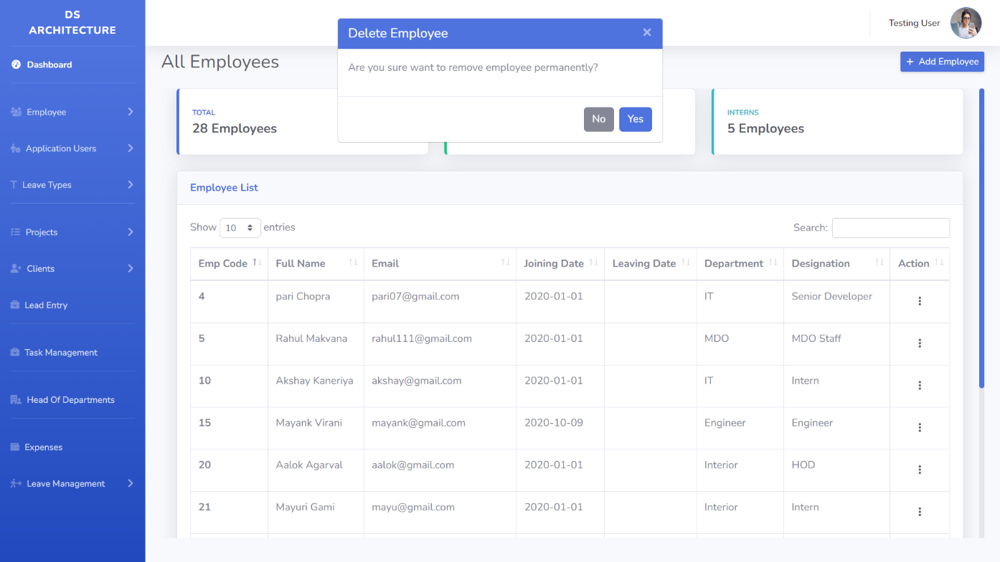 DS
ARCHITECTURE
Dashboard
Employee
Application Users
Leave Types
Projects
Clients
Lead Entry
Task Management
Head Of Departments
Expenses
Leave Management
Testing User
Delete Employee ×
Are you sure want to remove employee permanently?
No Yes
All Employees
+ Add Employee
TOTAL
28 Employees
INTERNS
5 Employees
Employee List
Show 10 entries
Search:
Emp Code Full Name Email Joining Date Leaving Date Department Designation Action
4 pari Chopra pari07@gmail.com 2020-01-01 IT Senior Developer
5 Rahul Makvana rahul111@gmail.com 2020-01-01 MDO MDO Staff
10 Akshay Kaneriya akshay@gmail.com 2020-01-01 IT Intern
15 Mayank Virani mayank@gmail.com 2020-10-09 Engineer Engineer
20 Aalok Agarval aalok@gmail.com 2020-01-01 Interior HOD
21 Mayuri Gami mayu@gmail.com 2020-01-01 Interior Intern